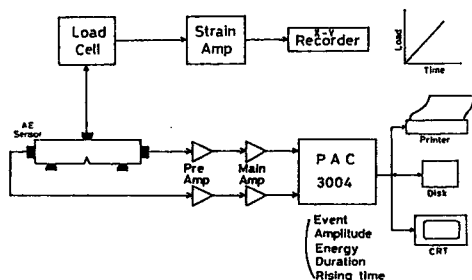 Load
Cell
Strain
Amp
X-Y
Recorder
Load
Time
AE
Sensor
Pre
Amp
Main
Amp
PAC
3004
Printer
Disk
CRT
Event
Amplitude
Energy
Duration
Rising time